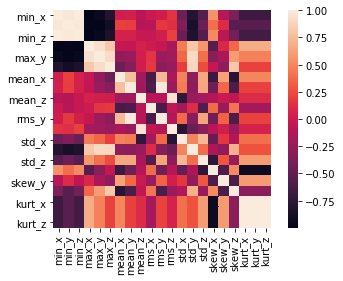 min_x
min_z
max_y
mean_x
mean_z
rms_y
std_x
std_z
skew_y
kurt_x
kurt_z
min_x
min_y
min_z
max_x
max_y
max_z
mean_x
mean_y
mean_z
rms_x
rms_y
rms_z
std_x
std_y
std_z
skew_x
skew_y
skew_z
kurt_x
kurt_y
kurt_z
1.00
0.75
0.50
0.25
0.00
−0.25
−0.50
−0.75